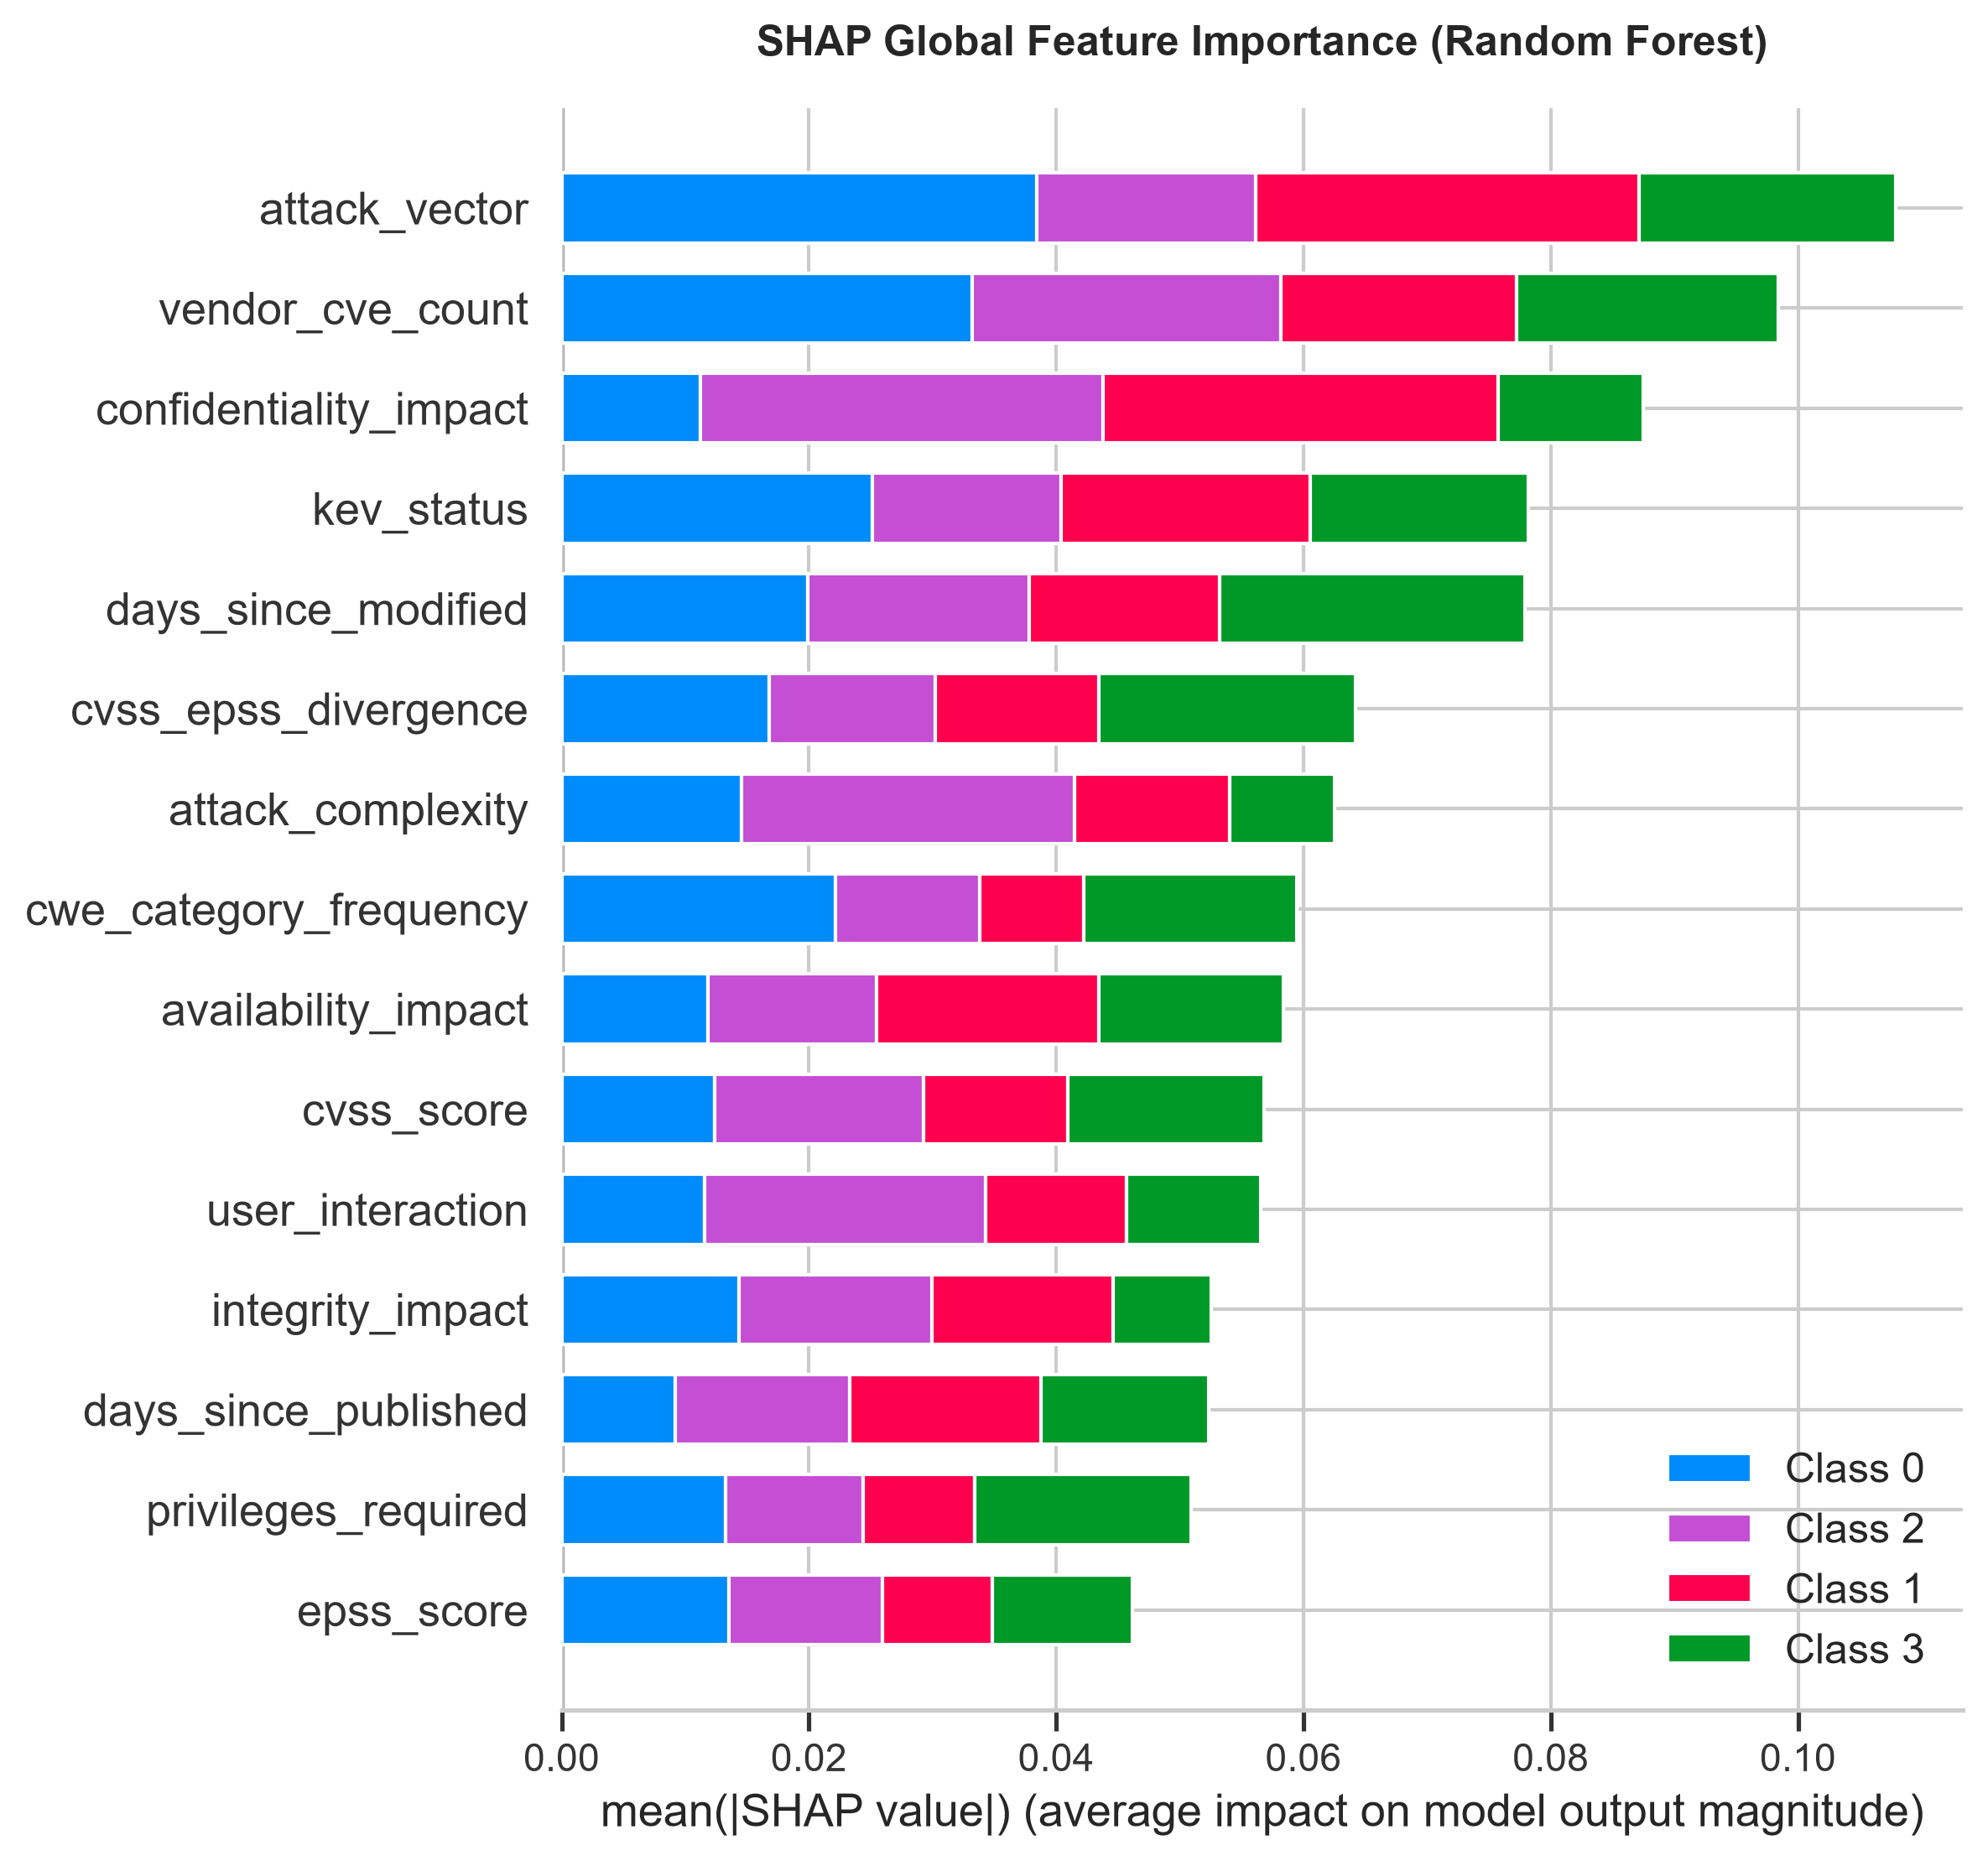 SHAP Global Feature Importance (Random Forest)
attack_vector
vendor_cve_count
confidentiality_impact
kev_status
days_since_modified
cvss_epss_divergence
attack_complexity
cwe_category_frequency
availability_impact
cvss_score
user_interaction
integrity_impact
days_since_published
privileges_required
epss_score
Class 0
Class 2
Class 1
Class 3
0.00 0.02 0.04 0.06 0.08 0.10
mean(|SHAP value|) (average impact on model output magnitude)